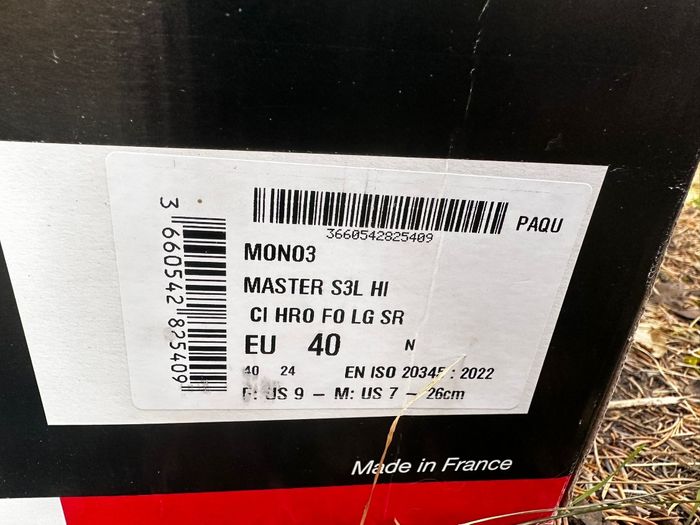 3660542825409
PAQU
3 660542 825409
MONO3
MASTER S3L HI
CI HRO FO LG SR
EU 40 N
40 24 EN ISO 20345 : 2022
US 9 – M: US 7 – 26cm
Made in France